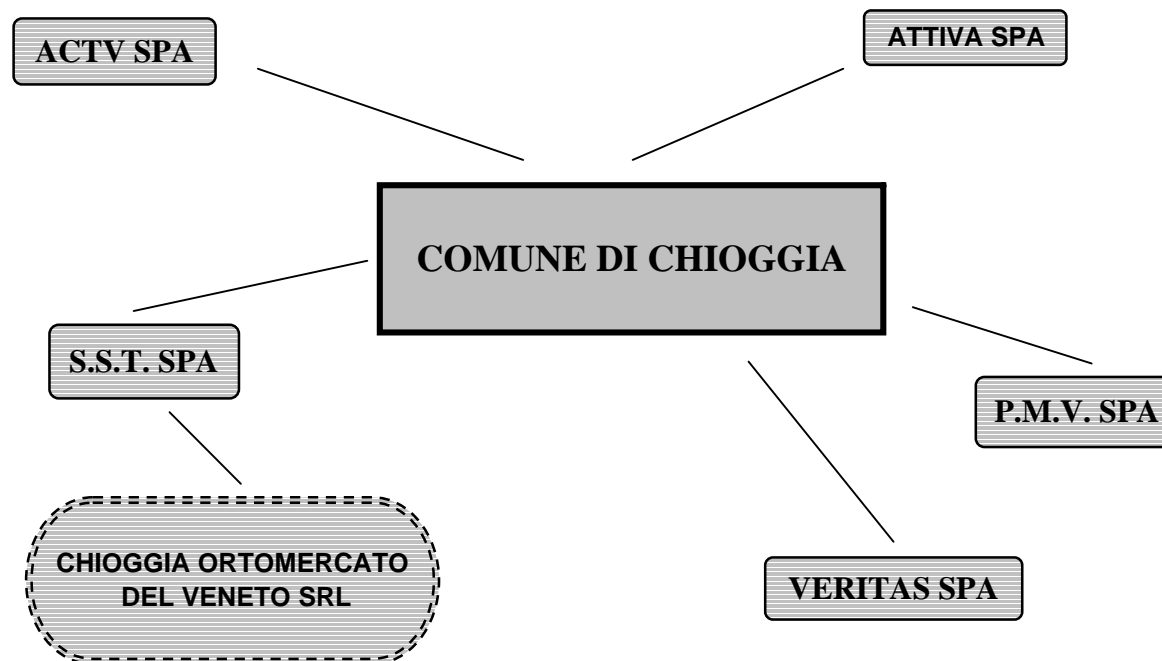 ACTV SPA
ATTIVA SPA
COMUNE DI CHIOGGIA
S.S.T. SPA
P.M.V. SPA
CHIOGGIA ORTOMERCATO
DEL VENETO SRL
VERITAS SPA